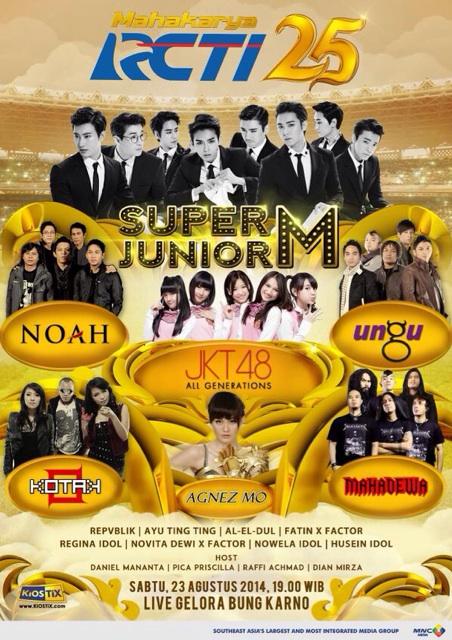 Mahakarya
RCTI 25
SUPER
JUNIOR M
NOAH
ungu
JKT48
ALL GENERATIONS
KOTAK
AGNEZ MO
MAHADEWA
REPVBLIK | AYU TING TING | AL-EL-DUL | FATIN X FACTOR
REGINA IDOL | NOVITA DEWI X FACTOR | NOWELA IDOL | HUSEIN IDOL
HOST
DANIEL MANANTA | PICA PRISCILLA | RAFFI ACHMAD | DIAN MIRZA
KiOSTiX
www.KiOSTiX.com
SABTU, 23 AGUSTUS 2014, 19.00 WIB
LIVE GELORA BUNG KARNO
SOUTHEAST ASIA'S LARGEST AND MOST INTEGRATED MEDIA GROUP
MNC
MEDIA